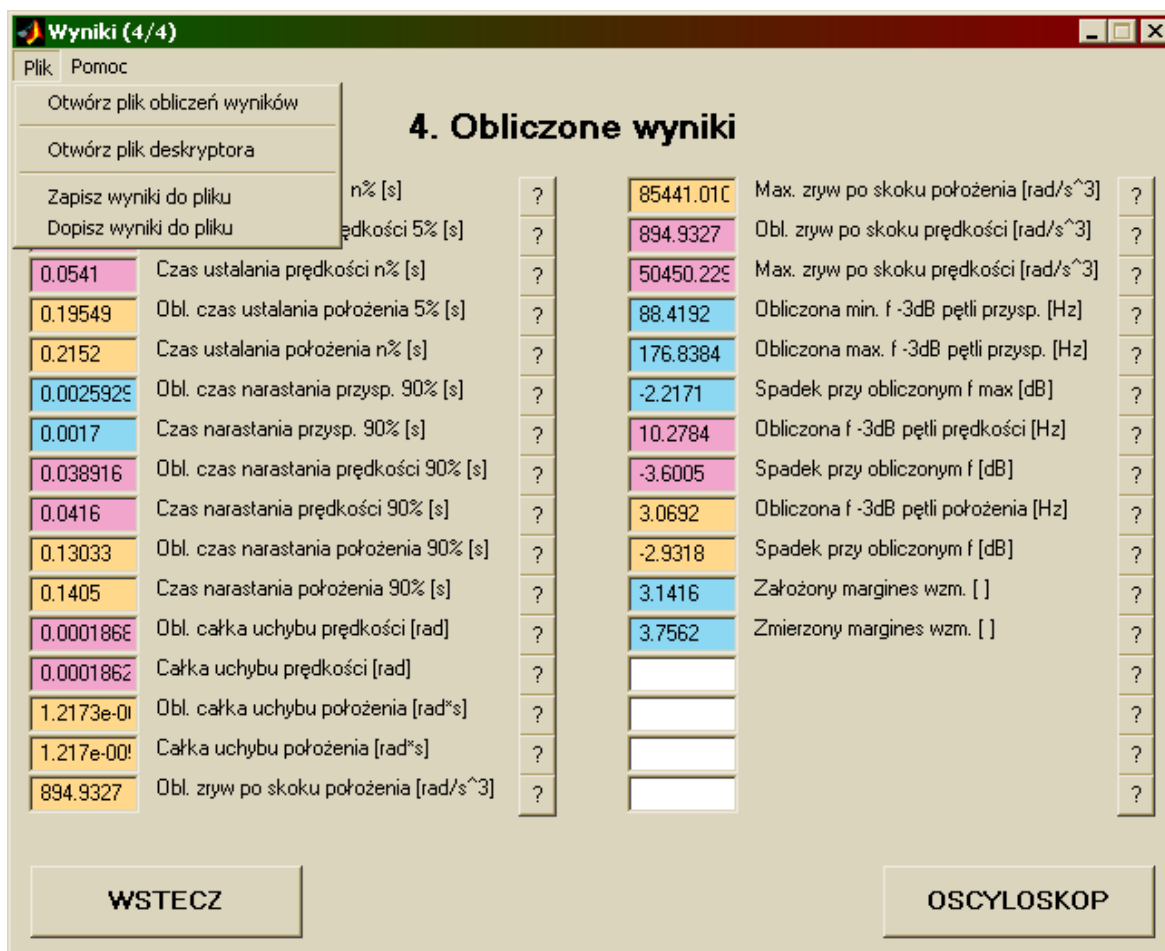 Wyniki (4/4)
Plik Pomoc
Otwórz plik obliczeń wyników
Otwórz plik deskryptora
Zapisz wyniki do pliku
Dopisz wyniki do pliku
4. Obliczone wyniki
n% [s] ?
ędkości 5% [s] ?
0.0541 Czas ustalania prędkości n% [s] ?
0.19549 Obl. czas ustalania położenia 5% [s] ?
0.2152 Czas ustalania położenia n% [s] ?
0.0025929 Obl. czas narastania przysp. 90% [s] ?
0.0017 Czas narastania przysp. 90% [s] ?
0.038916 Obl. czas narastania prędkości 90% [s] ?
0.0416 Czas narastania prędkości 90% [s] ?
0.13033 Obl. czas narastania położenia 90% [s] ?
0.1405 Czas narastania położenia 90% [s] ?
0.0001868 Obl. całka uchybu prędkości [rad] ?
0.0001862 Całka uchybu prędkości [rad] ?
1.2173e-0 Obl. całka uchybu położenia [rad*s] ?
1.217e-00 Całka uchybu położenia [rad*s] ?
894.9327 Obl. zryw po skoku położenia [rad/s^3] ?
85441.010 Max. zryw po skoku położenia [rad/s^3] ?
894.9327 Obl. zryw po skoku prędkości [rad/s^3] ?
50450.229 Max. zryw po skoku prędkości [rad/s^3] ?
88.4192 Obliczona min. f -3dB pętli przysp. [Hz] ?
176.8384 Obliczona max. f -3dB pętli przysp. [Hz] ?
-2.2171 Spadek przy obliczonym f max [dB] ?
10.2784 Obliczona f -3dB pętli prędkości [Hz] ?
-3.6005 Spadek przy obliczonym f [dB] ?
3.0692 Obliczona f -3dB pętli położenia [Hz] ?
-2.9318 Spadek przy obliczonym f [dB] ?
3.1416 Założony margines wzm. [ ] ?
3.7562 Zmierzony margines wzm. [ ] ?
?
?
?
?
WSTECZ
OSCYLOSKOP